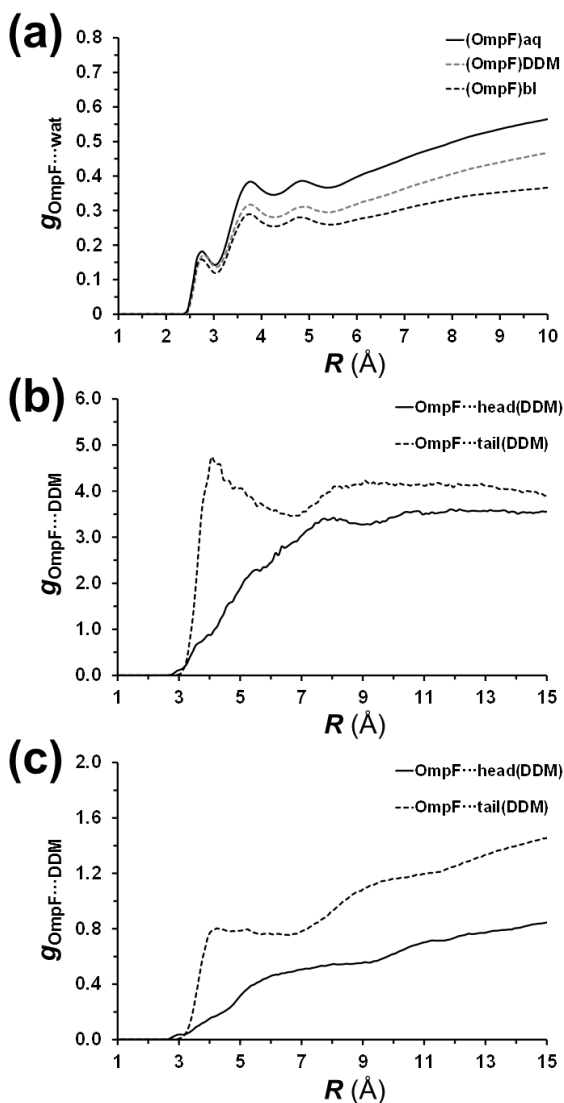 (a)
0.8
0.7
0.6
0.5
0.4
0.3
0.2
0.1
0
gOmpF···wat
(OmpF)aq
(OmpF)DDM
(OmpF)bl
1 2 3 4 5 6 7 8 9 10
R (Å)
(b)
6.0
5.0
4.0
3.0
2.0
1.0
0.0
gOmpF···DDM
OmpF···head(DDM)
OmpF···tail(DDM)
1 3 5 7 9 11 13 15
R (Å)
(c)
2.0
1.6
1.2
0.8
0.4
0.0
gOmpF···DDM
OmpF···head(DDM)
OmpF···tail(DDM)
1 3 5 7 9 11 13 15
R (Å)